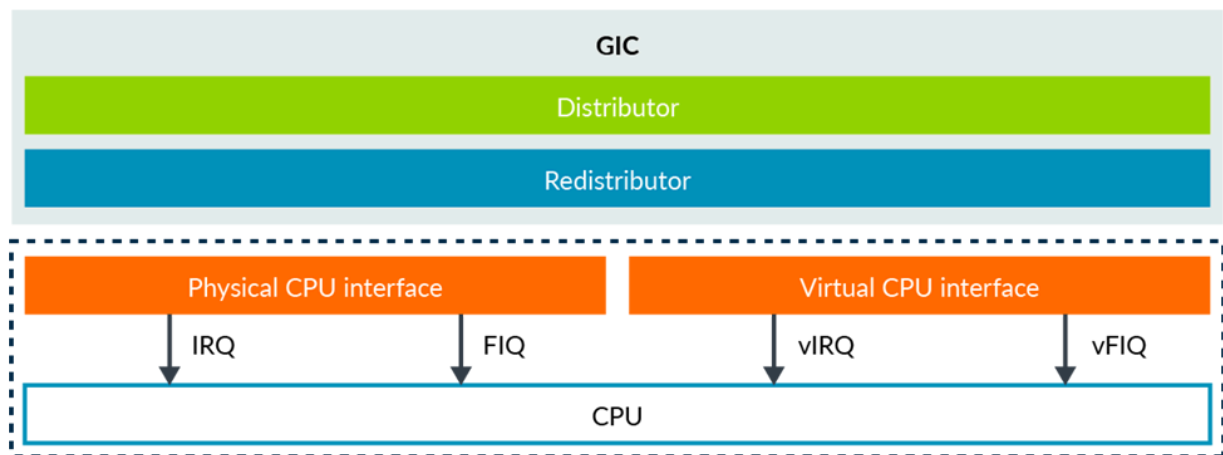 GIC
Distributor
Redistributor
Physical CPU interface
Virtual CPU interface
IRQ
FIQ
vIRQ
vFIQ
CPU